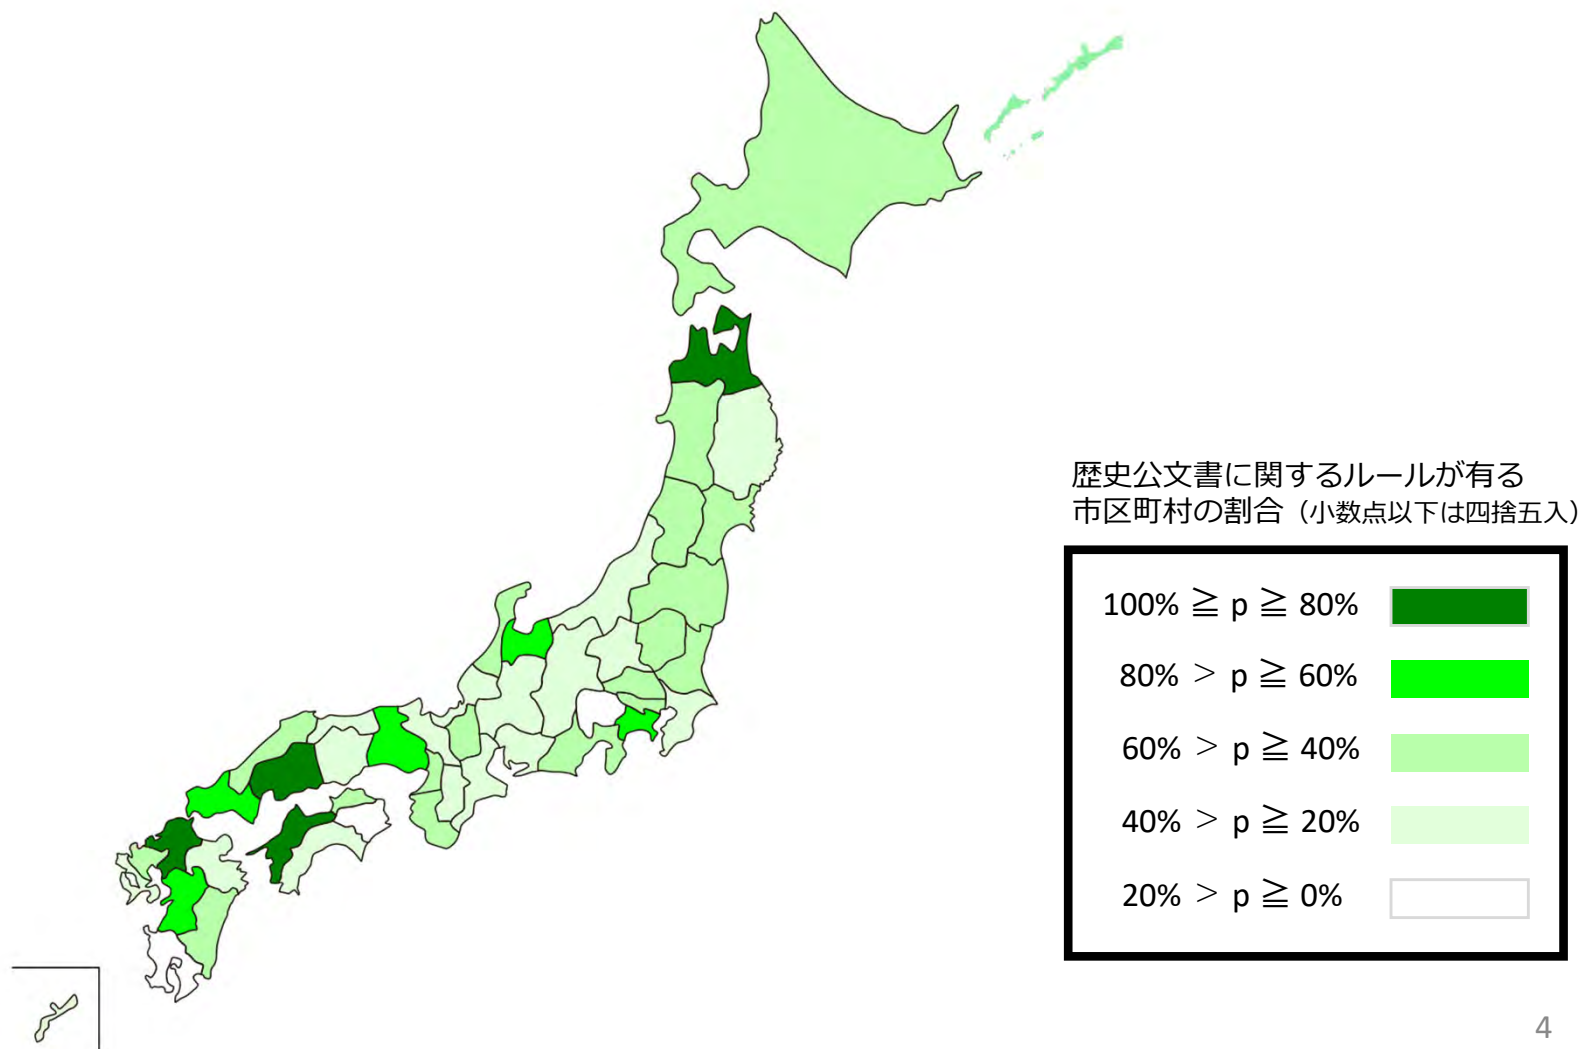 歴史公文書に関するルールが有る
市区町村の割合（小数点以下は四捨五入）
100% ≧ p ≧ 80%
80% > p ≧ 60%
60% > p ≧ 40%
40% > p ≧ 20%
20% > p ≧ 0%
4